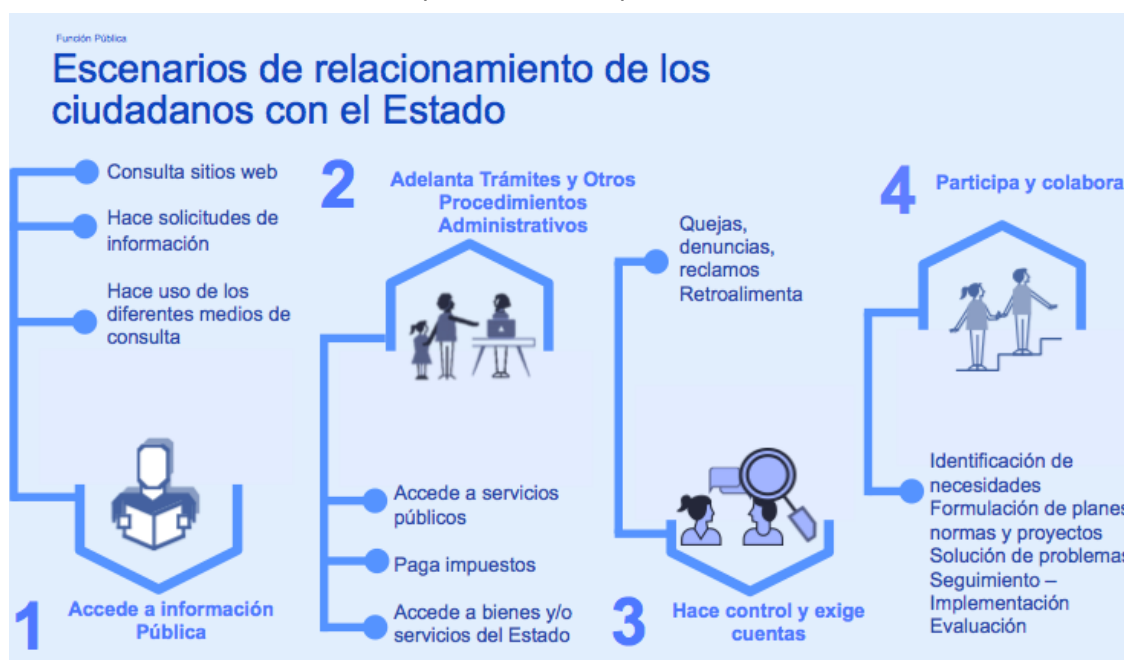 Función Pública
Escenarios de relacionamiento de los
ciudadanos con el Estado
Consulta sitios web
Hace solicitudes de
información
Hace uso de los
diferentes medios de
consulta
1
Accede a información
Pública
2
Adelanta Trámites y Otros
Procedimientos
Administrativos
Accede a servicios
públicos
Paga impuestos
Accede a bienes y/o
servicios del Estado
Quejas,
denuncias,
reclamos
Retroalimenta
3
Hace control y exige
cuentas
4
Participa y colabora
Identificación de
necesidades
Formulación de planes
normas y proyectos
Solución de problemas
Seguimiento –
Implementación
Evaluación